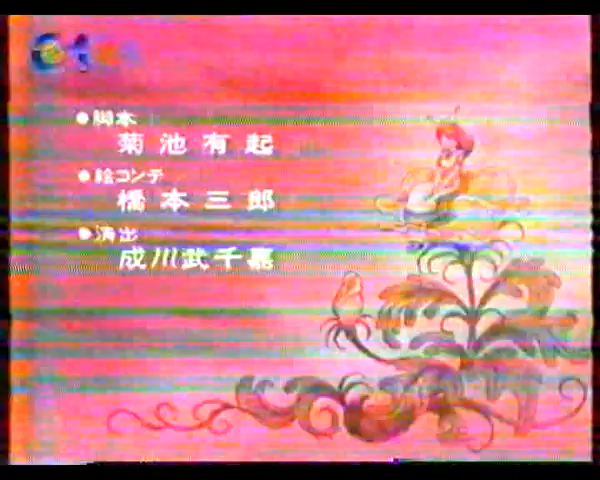 ●脚本
菊池有起
●絵コンテ
橋本三郎
●演出
成川武千嘉